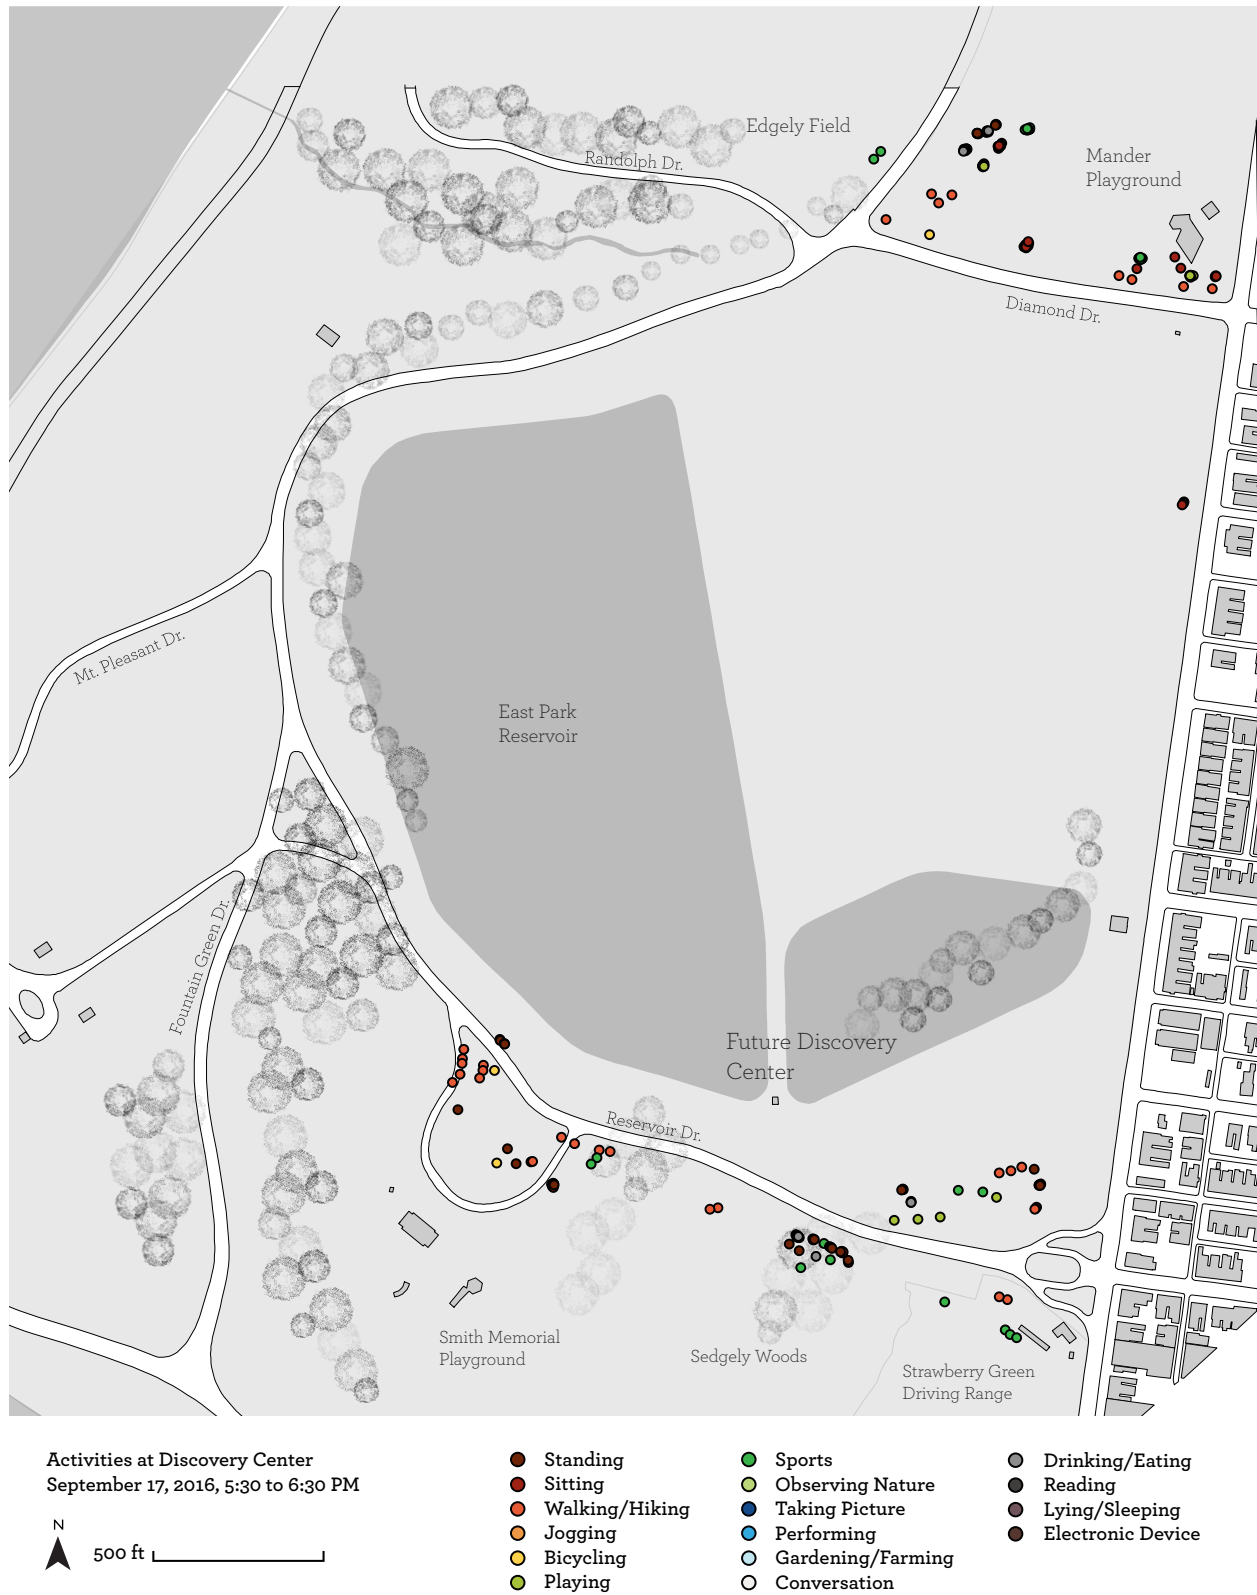 Edgely Field
Mander
Playground
Randolph Dr.
Diamond Dr.
Mt. Pleasant Dr.
East Park
Reservoir
Fountain Green Dr.
Future Discovery
Center
Reservoir Dr.
Smith Memorial
Playground
Sedgely Woods
Strawberry Green
Driving Range
Activities at Discovery Center
September 17, 2016, 5:30 to 6:30 PM
N
500 ft
Standing
Sitting
Walking/Hiking
Jogging
Bicycling
Playing
Sports
Observing Nature
Taking Picture
Performing
Gardening/Farming
Conversation
Drinking/Eating
Reading
Lying/Sleeping
Electronic Device